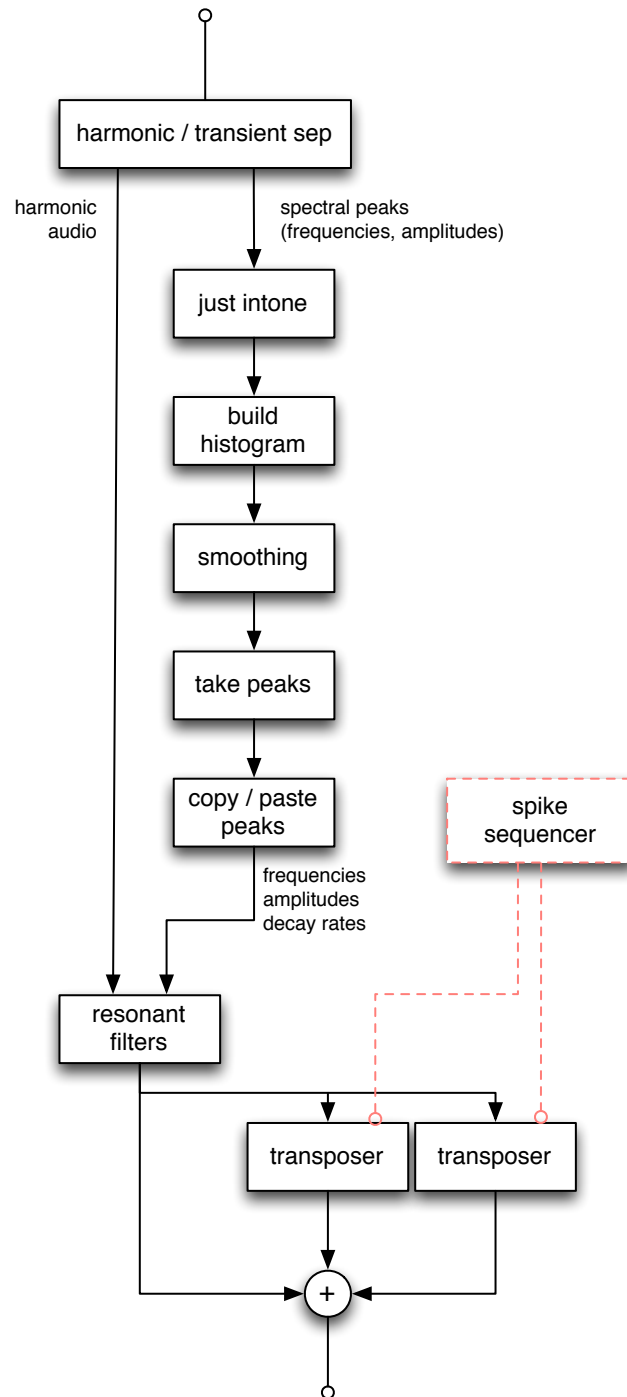 harmonic / transient sep
harmonic
audio
spectral peaks
(frequencies, amplitudes)
just intone
build
histogram
smoothing
take peaks
copy / paste
peaks
spike
sequencer
frequencies
amplitudes
decay rates
resonant
filters
transposer
transposer
+